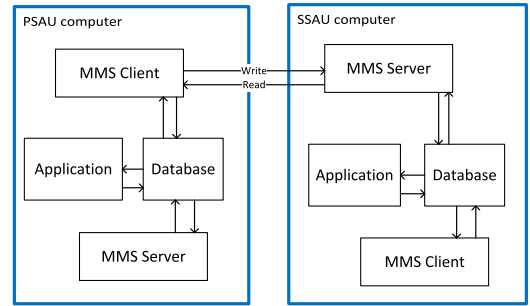 PSAU computer
MMS Client
Application
Database
MMS Server
Write
Read
SSAU computer
MMS Server
Application
Database
MMS Client